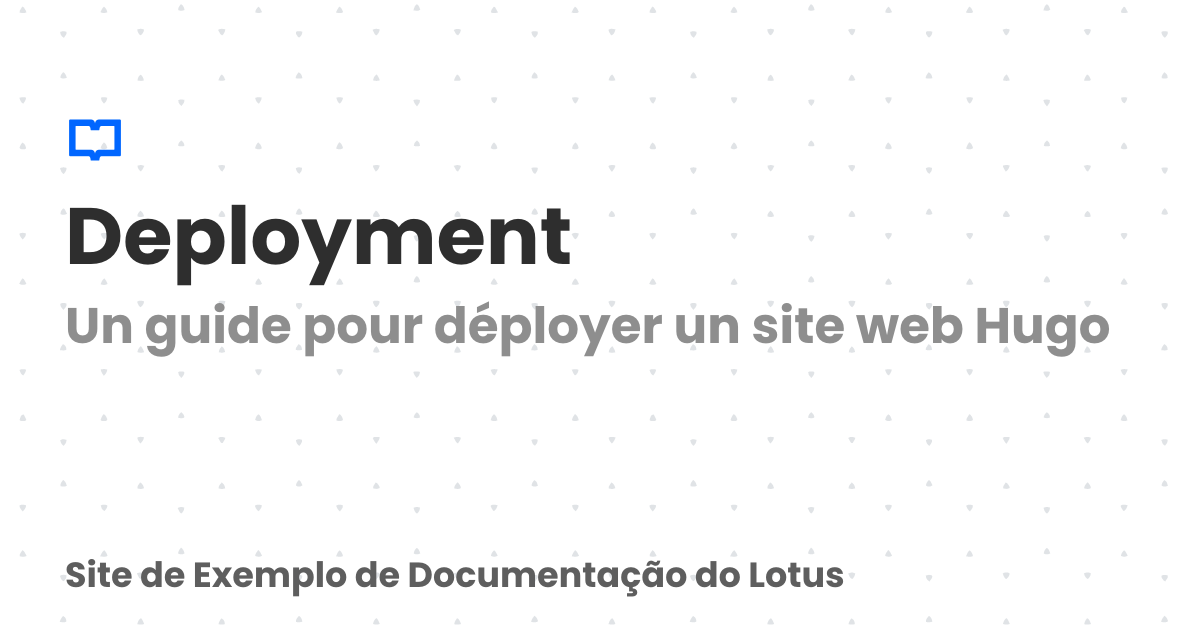 Deployment
Un guide pour déployer un site web Hugo
Site de Exemplo de Documentação do Lotus